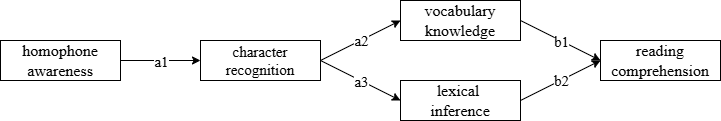 homophone
awareness
a1
character
recognition
a2
a3
vocabulary
knowledge
lexical
inference
b1
b2
reading
comprehension